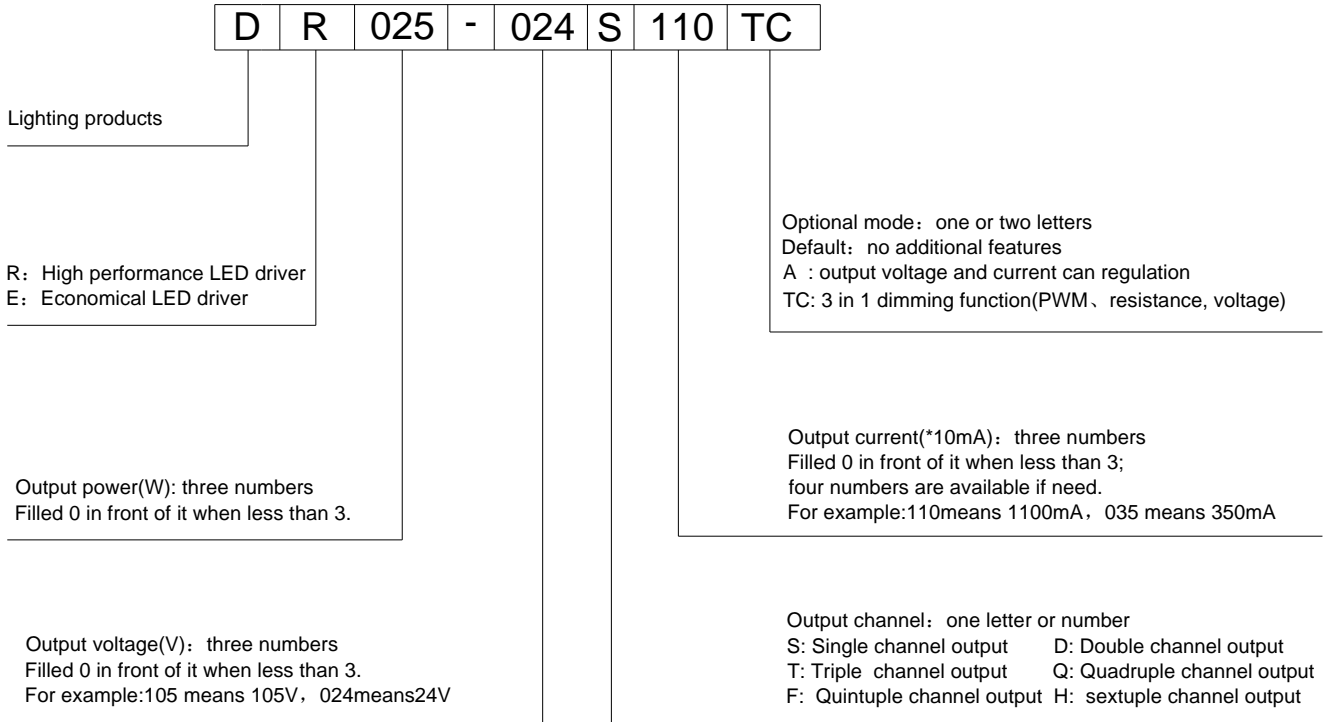 D R 025 - 024 S 110 TC
Lighting products
R：High performance LED driver
E：Economical LED driver
Output power(W): three numbers
Filled 0 in front of it when less than 3.
Output voltage(V)：three numbers
Filled 0 in front of it when less than 3.
For example:105 means 105V，024means24V
Optional mode：one or two letters
Default：no additional features
A ：output voltage and current can regulation
TC: 3 in 1 dimming function(PWM、resistance, voltage)
Output current(*10mA)：three numbers
Filled 0 in front of it when less than 3;
four numbers are available if need.
For example:110means 1100mA，035 means 350mA
Output channel：one letter or number
S: Single channel output D: Double channel output
T: Triple channel output Q: Quadruple channel output
F: Quintuple channel output H: sextuple channel output